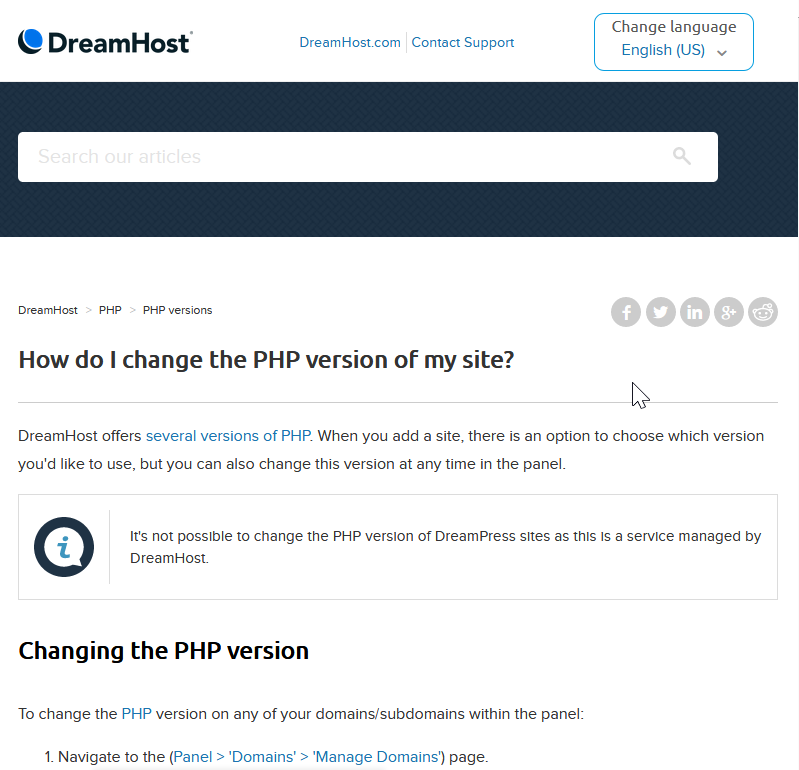 DreamHost
DreamHost.com
Contact Support
Change language
English (US)
Search our articles
DreamHost > PHP > PHP versions
How do I change the PHP version of my site?
DreamHost offers several versions of PHP. When you add a site, there is an option to choose which version
you'd like to use, but you can also change this version at any time in the panel.
It's not possible to change the PHP version of DreamPress sites as this is a service managed by
DreamHost.
Changing the PHP version
To change the PHP version on any of your domains/subdomains within the panel:
1. Navigate to the (Panel > 'Domains' > 'Manage Domains') page.